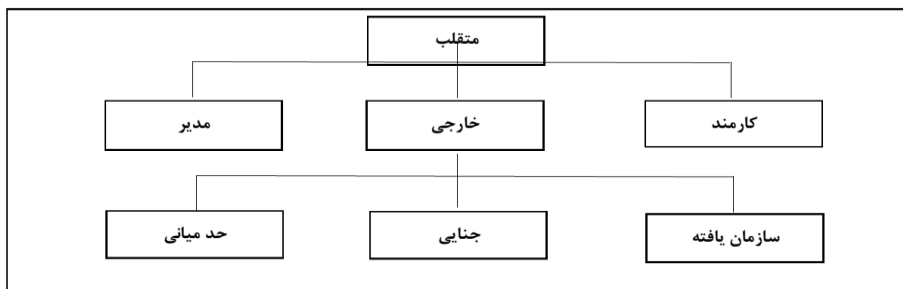 متقلب
کارمند
خارجی
مدیر
سازمان یافته
جنایی
حد میانی